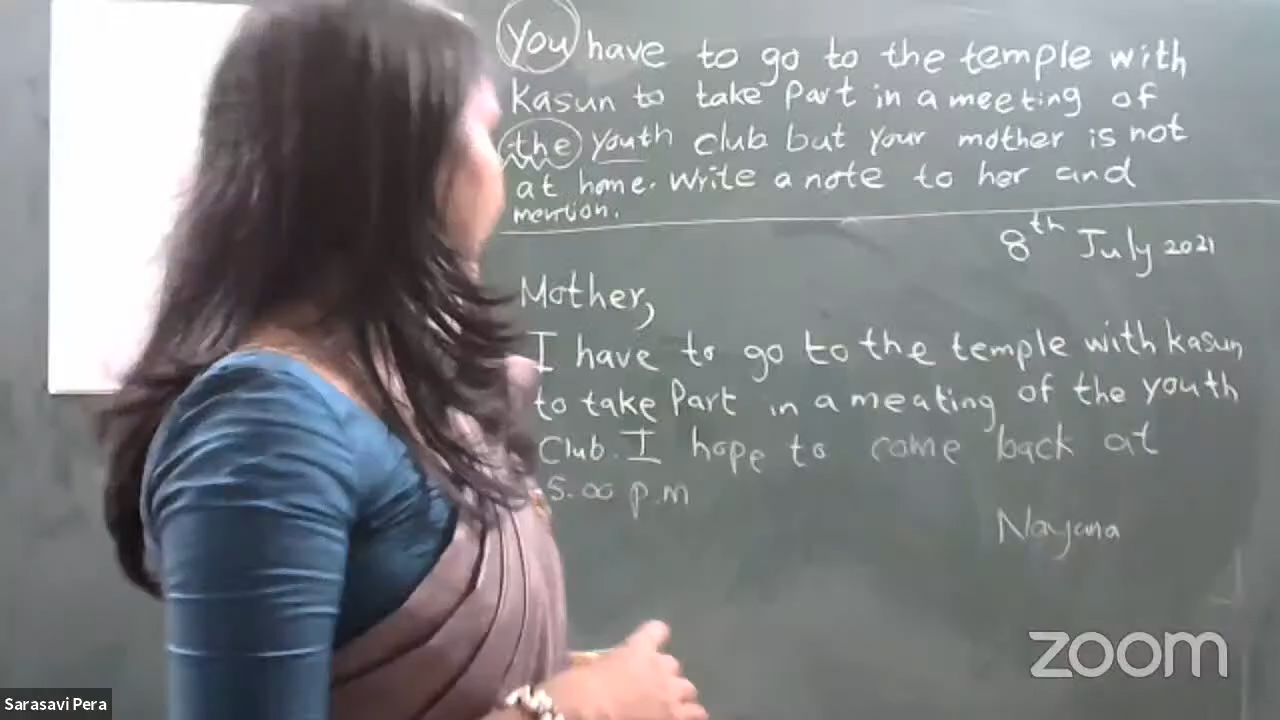 You have to go to the temple with
Kasun to take Part in a meeting of
the youth club but your mother is not
at home. Write a note to her and
mention.
8th July 2021
Mother,
I have to go to the temple with Kasun
to take Part in a meating of the youth
Club. I hope to come back at
5.00 p.m
Nayana
zoom
Sarasavi Pera